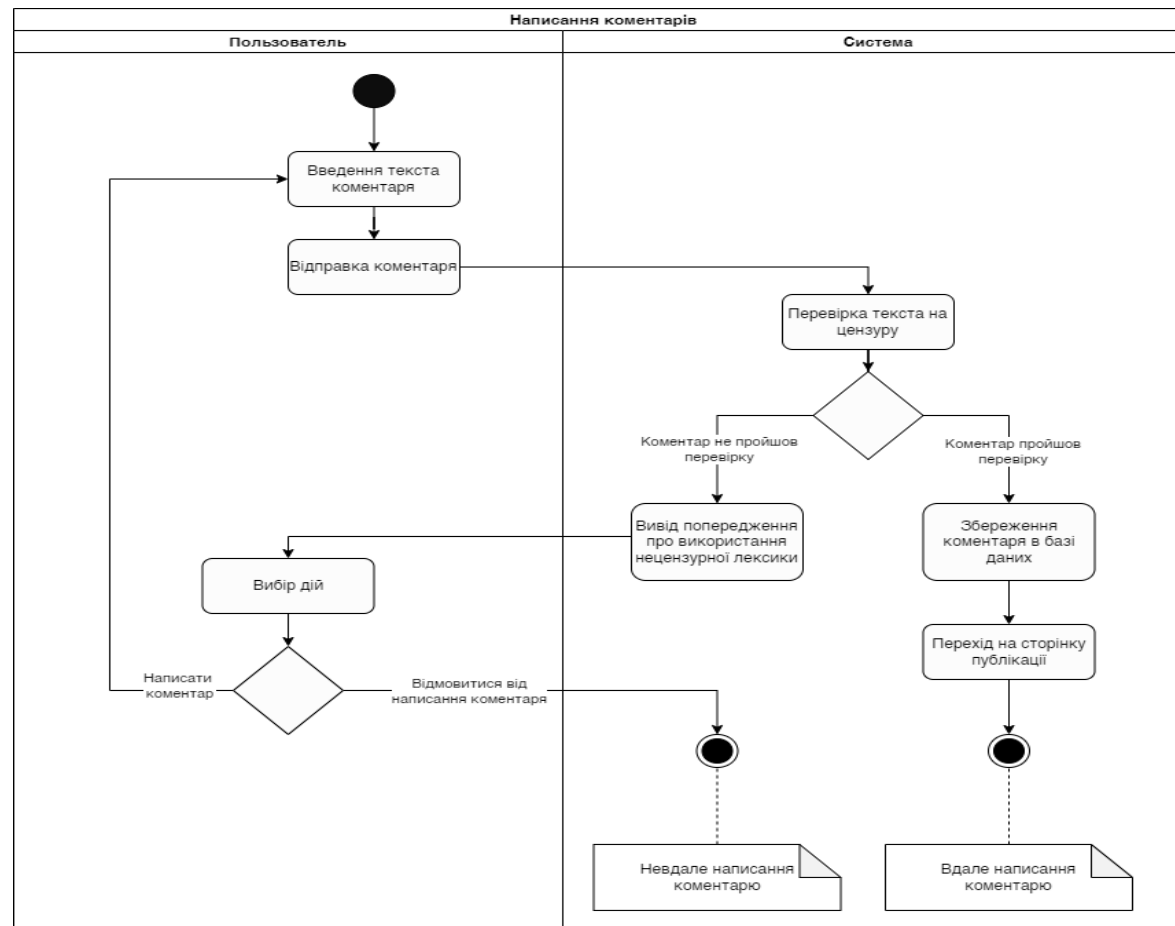 Написання коментарів
Пользователь
Система
Введення текста
коментаря
Відправка коментаря
Перевірка текста на
цензуру
Коментар не пройшов
перевірку
Коментар пройшов
перевірку
Вивід попередження
про використання
нецензурної лексики
Збереження
коментаря в базі
даних
Вибір дій
Перехід на сторінку
публікації
Написати
коментар
Відмовитися від
написання коментаря
Невдале написання
коментарю
Вдале написання
коментарю